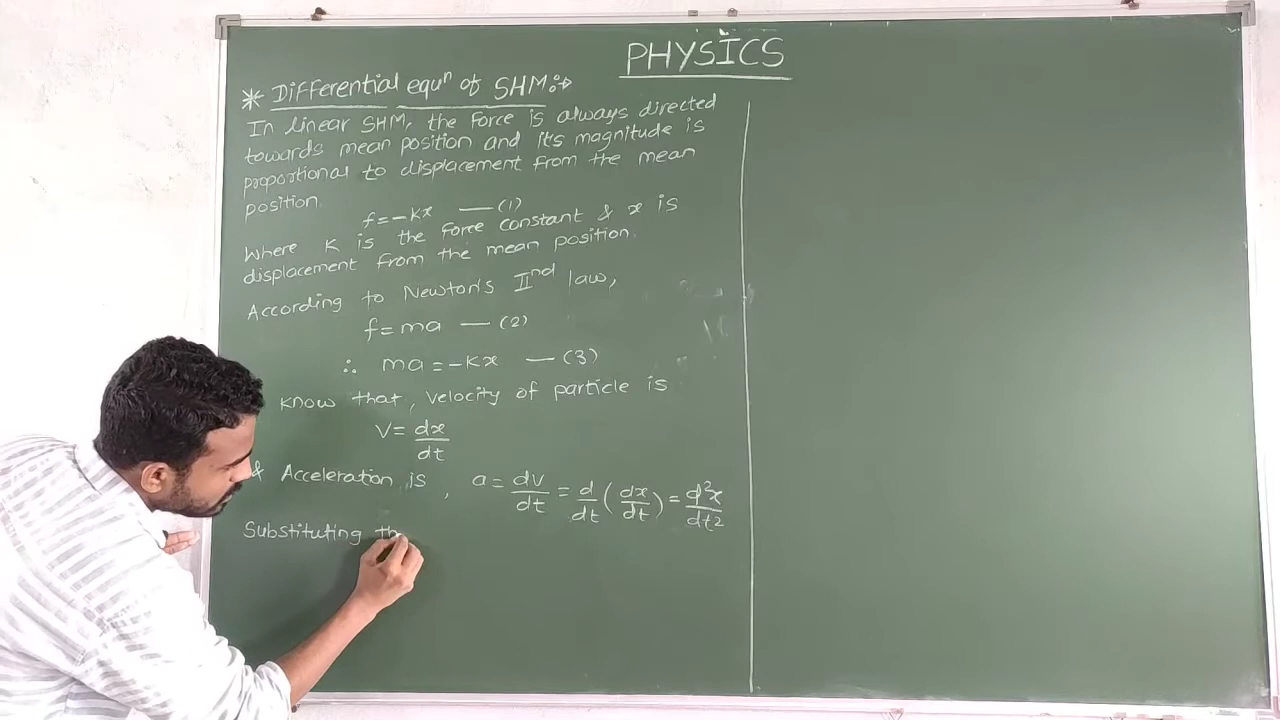 PHYSICS
* Differential equⁿ of SHM:→
In linear SHM, the force is always directed
towards mean position and it's magnitude is
proportional to displacement from the mean
position.
f=-Kx —(1)
Where K is the force constant & x is
displacement from the mean position.
According to Newton's IInd law,
f=ma —(2)
∴ ma=-Kx —(3)
know that, velocity of particle is
V= dx/dt
& Acceleration is, a= dv/dt = d/dt (dx/dt) = d²x/dt²
Substituting th